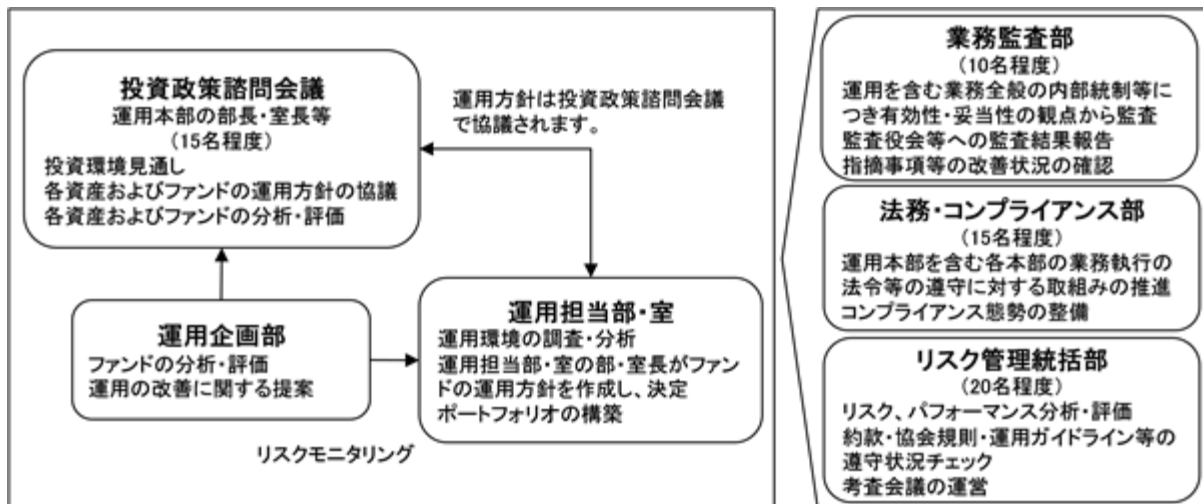 投資政策諮問会議
運用本部の部長・室長等
(15名程度)
投資環境見通し
各資産およびファンドの運用方針の協議
各資産およびファンドの分析・評価
運用方針は投資政策諮問会議
で協議されます。
運用企画部
ファンドの分析・評価
運用の改善に関する提案
運用担当部・室
運用環境の調査・分析
運用担当部・室の部・室長がファン
ドの運用方針を作成し、決定
ポートフォリオの構築
リスクモニタリング
業務監査部
(10名程度)
運用を含む業務全般の内部統制等に
つき有効性・妥当性の観点から監査
監査役会等への監査結果報告
指摘事項等の改善状況の確認
法務・コンプライアンス部
(15名程度)
運用本部を含む各本部の業務執行の
法令等の遵守に対する取組みの推進
コンプライアンス態勢の整備
リスク管理統括部
(20名程度)
リスク、パフォーマンス分析・評価
約款・協会規則・運用ガイドライン等の
遵守状況チェック
考査会議の運営